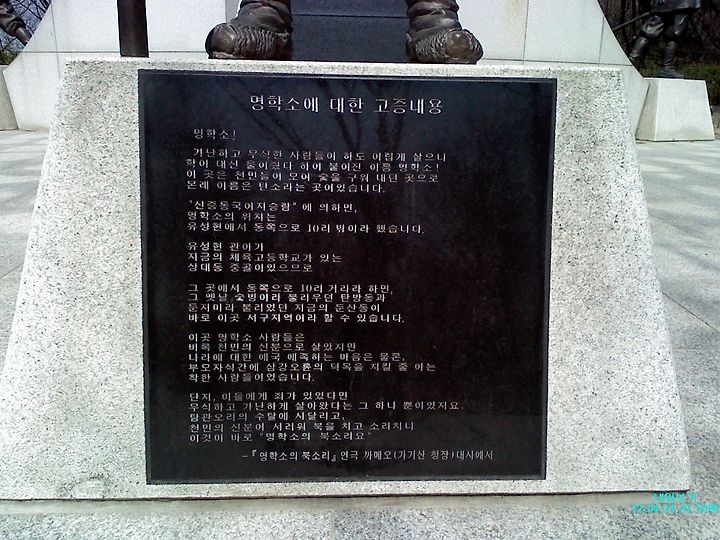 명학소에 대한 고증내용
명학소!
가난하고 무식한 사람들이 하도 어렵게 살으니
학이 대신 울어줬다 하여 붙이진 이름 명학소!
이 곳은 천민들이 모여 숯을 구워 내던 곳으로
본래 이름은 탄소라는 곳이었습니다.
"신증동국여지승람" 에 의하면,
명학소의 위치는
유성현에서 동쪽으로 10리 밖이라 했습니다.
유성현 관아가
지금의 체육고등학교가 있는
상대동 중골이었으므로
그 곳에서 동쪽으로 10리 거리라 하면,
그 옛날 숯벵이라 불리우던 탄방동과
둔지미라 불리었던 지금의 둔산동이
바로 이곳 서구지역이라 할 수 있습니다.
이곳 명학소 사람들은
비록 천민의 신분으로 살았지만
나라에 대한 애국 애족하는 마음은 물론,
부모자식간에 삼강오륜의 덕목을 지킬 줄 아는
착한 사람들이었습니다.
단지, 이들에게 죄가 있었다면
무식하고 가난하게 살아왔다는 그 하나 뿐이었지요.
탐관오리의 수탈에 시달리고,
천민의 신분이 서러워 북을 치고 소리치니
이것이 바로 "명학소의 북소리요"
-『명학소의 북소리』연극 까메오(가기산 청장)대사에서